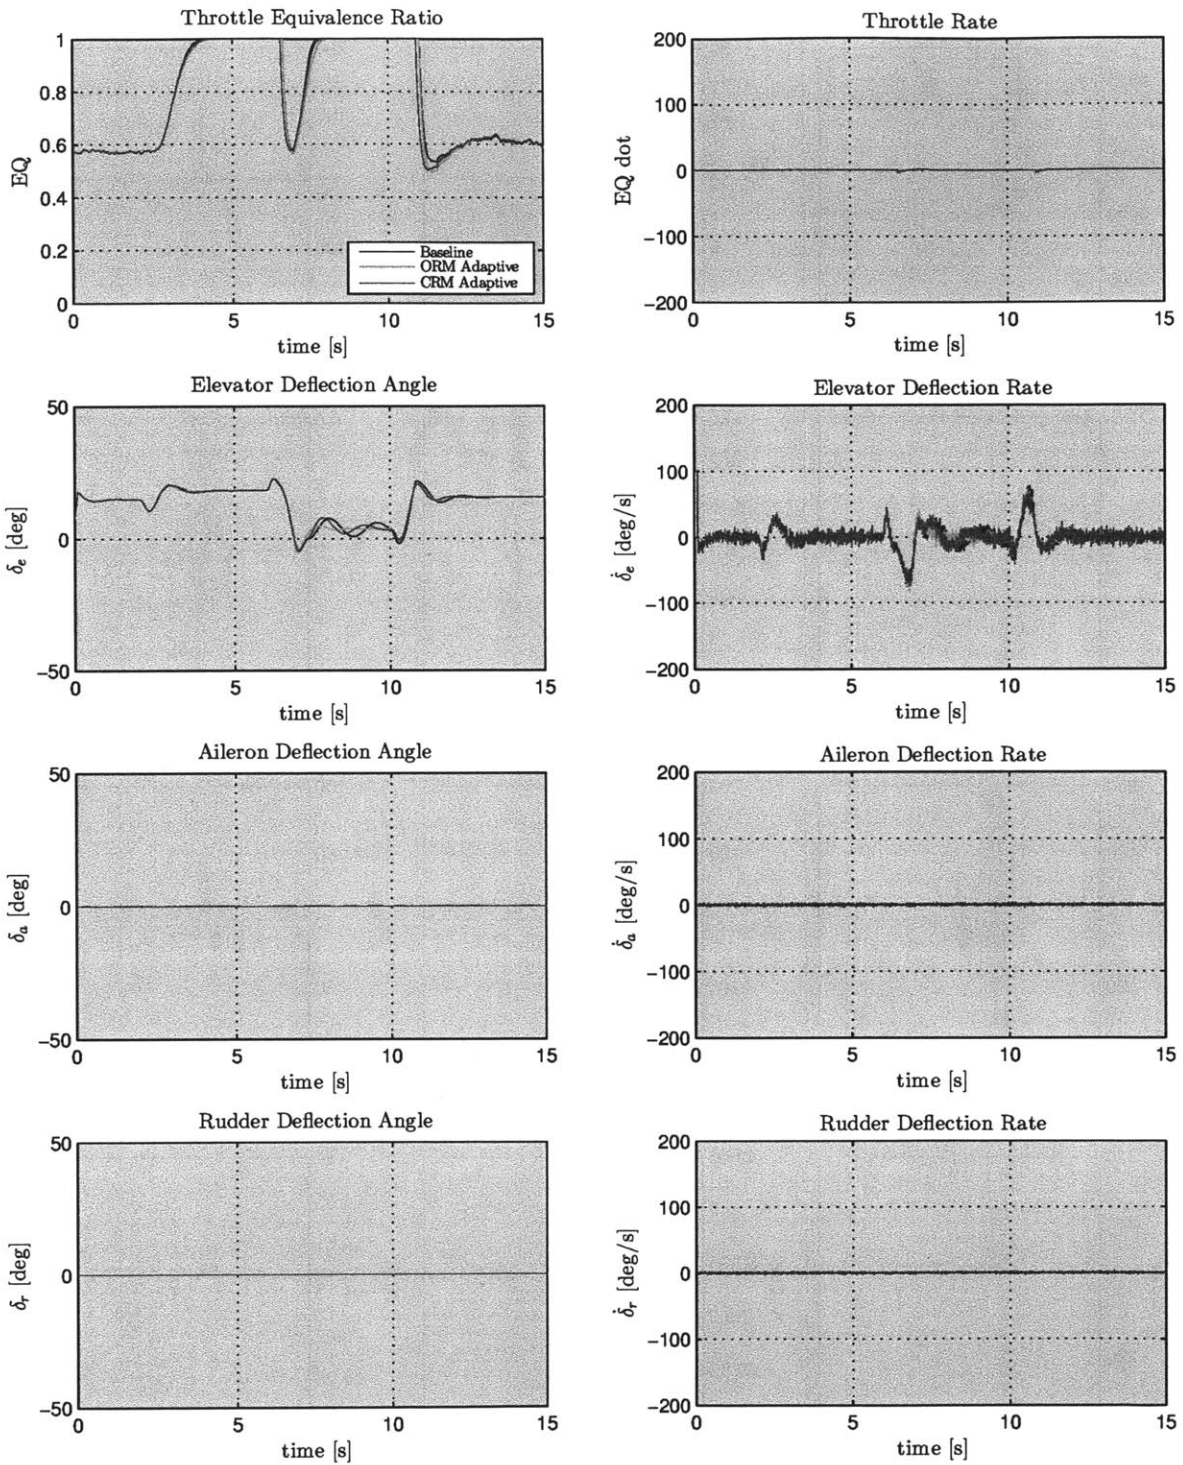 Throttle Equivalence Ratio
1
0.8
0.6
0.4
0.2
0
EQ
Baseline
ORM Adaptive
CRM Adaptive
0 5 10 15
time [s]
Throttle Rate
200
100
0
−100
−200
EQ dot
0 5 10 15
time [s]
Elevator Deflection Angle
50
0
−50
δe [deg]
0 5 10 15
time [s]
Elevator Deflection Rate
200
100
0
−100
−200
δ̇e [deg/s]
0 5 10 15
time [s]
Aileron Deflection Angle
50
0
−50
δa [deg]
0 5 10 15
time [s]
Aileron Deflection Rate
200
100
0
−100
−200
δ̇a [deg/s]
0 5 10 15
time [s]
Rudder Deflection Angle
50
0
−50
δr [deg]
0 5 10 15
time [s]
Rudder Deflection Rate
200
100
0
−100
−200
δ̇r [deg/s]
0 5 10 15
time [s]